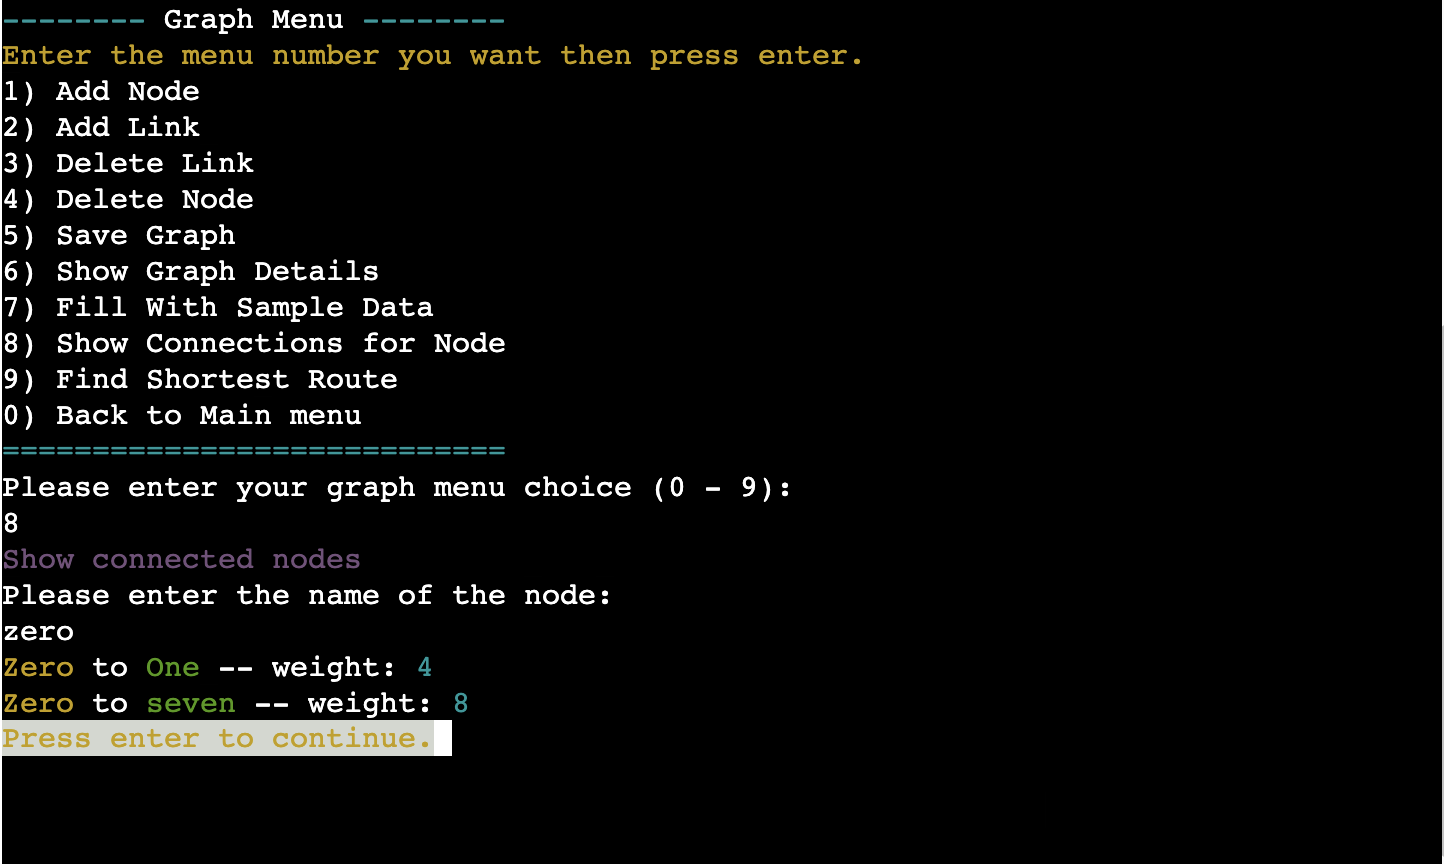 -------- Graph Menu --------
Enter the menu number you want then press enter.
1) Add Node
2) Add Link
3) Delete Link
4) Delete Node
5) Save Graph
6) Show Graph Details
7) Fill With Sample Data
8) Show Connections for Node
9) Find Shortest Route
0) Back to Main menu
============================
Please enter your graph menu choice (0 - 9):
8
Show connected nodes
Please enter the name of the node:
zero
Zero to One -- weight: 4
Zero to seven -- weight: 8
Press enter to continue.